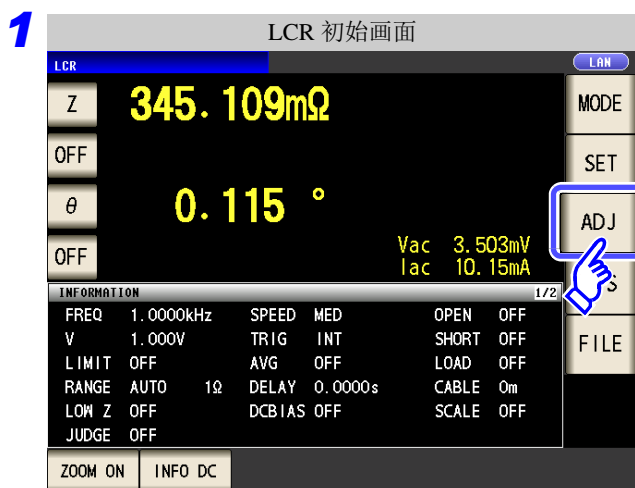 1
LCR 初始画面
LCR
LAN
Z 345.109mΩ
MODE
OFF
SET
θ 0.115 °
ADJ
OFF
Vac 3.503mV
Iac 10.15mA
S
INFORMATION 1/2
FREQ 1.0000kHz SPEED MED OPEN OFF
V 1.000V TRIG INT SHORT OFF
FILE
LIMIT OFF AVG OFF LOAD OFF
RANGE AUTO 1Ω DELAY 0.0000s CABLE 0m
LOW Z OFF DCBIAS OFF SCALE OFF
JUDGE OFF
ZOOM ON INFO DC